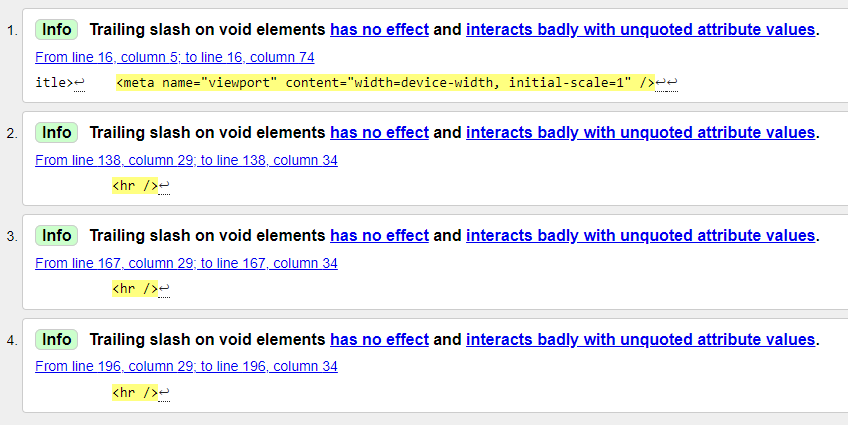 1. Info Trailing slash on void elements has no effect and interacts badly with unquoted attribute values.
From line 16, column 5; to line 16, column 74
itle>↩    <meta name="viewport" content="width=device-width, initial-scale=1" />↩↩
2. Info Trailing slash on void elements has no effect and interacts badly with unquoted attribute values.
From line 138, column 29; to line 138, column 34
<hr />↩
3. Info Trailing slash on void elements has no effect and interacts badly with unquoted attribute values.
From line 167, column 29; to line 167, column 34
<hr />↩
4. Info Trailing slash on void elements has no effect and interacts badly with unquoted attribute values.
From line 196, column 29; to line 196, column 34
<hr />↩